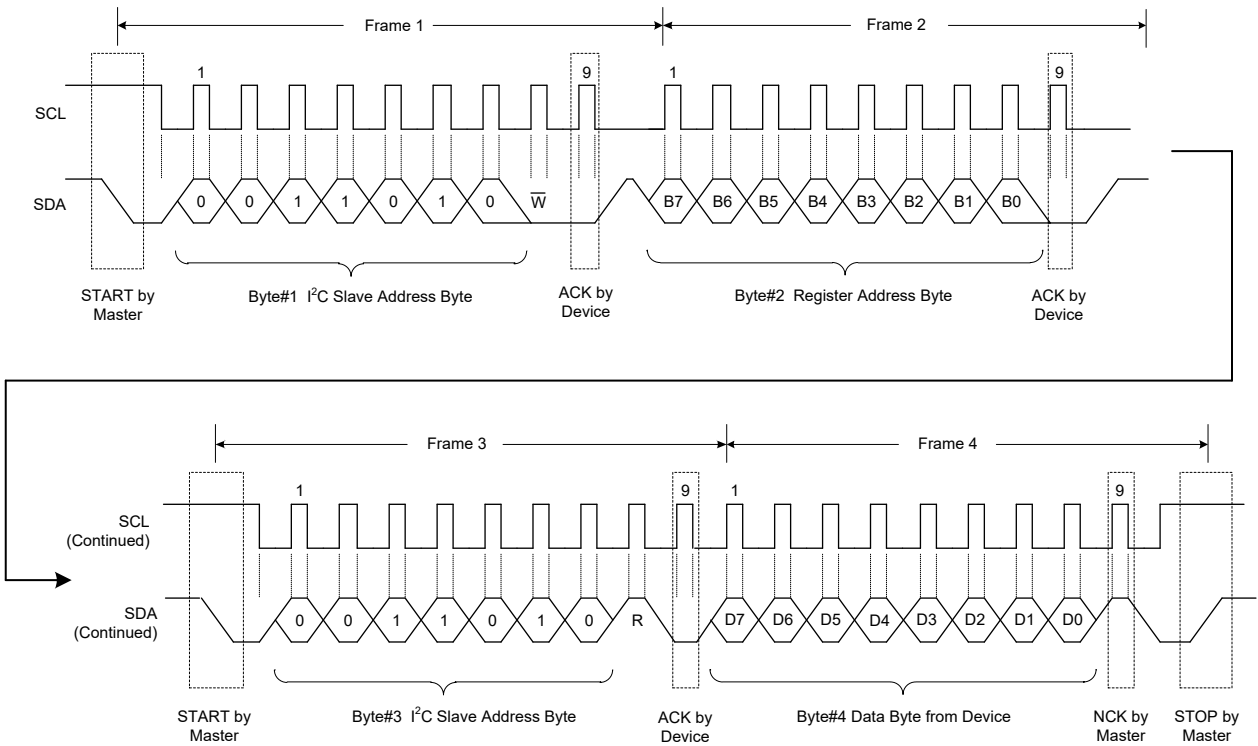 Frame 1 Frame 2
1 9 1 9
SCL
SDA 0 0 1 1 0 1 0 W̅ B7 B6 B5 B4 B3 B2 B1 B0
START by
Master
Byte#1 I²C Slave Address Byte
ACK by
Device
Byte#2 Register Address Byte
ACK by
Device
Frame 3 Frame 4
1 9 1 9
SCL
(Continued)
SDA
(Continued)
0 0 1 1 0 1 0 R D7 D6 D5 D4 D3 D2 D1 D0
START by
Master
Byte#3 I²C Slave Address Byte
ACK by
Device
Byte#4 Data Byte from Device
NCK by
Master
STOP by
Master